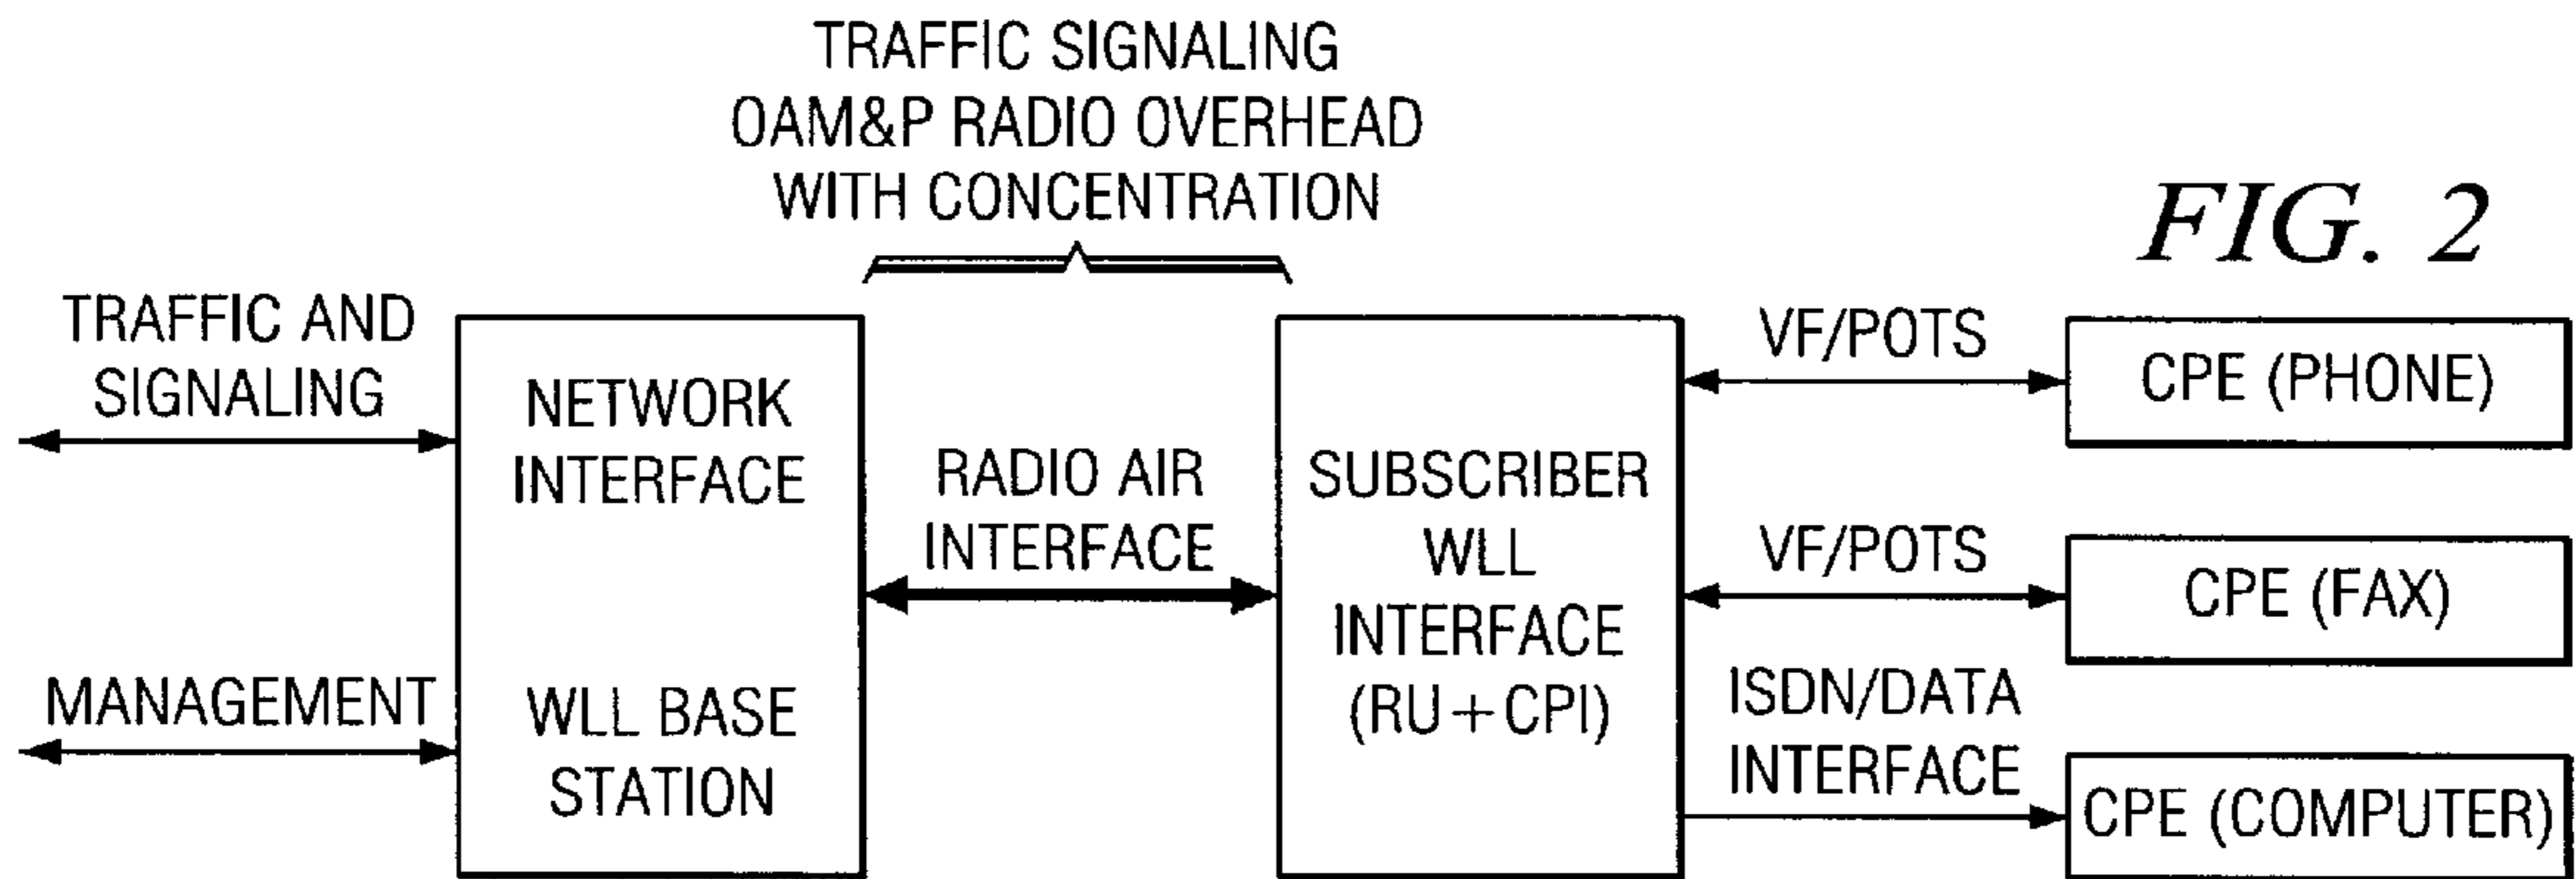 TRAFFIC SIGNALING
OAM&P RADIO OVERHEAD
WITH CONCENTRATION
FIG. 2
TRAFFIC AND
SIGNALING
MANAGEMENT
NETWORK
INTERFACE
WLL BASE
STATION
RADIO AIR
INTERFACE
SUBSCRIBER
WLL
INTERFACE
(RU+CPI)
VF/POTS
CPE (PHONE)
VF/POTS
CPE (FAX)
ISDN/DATA
INTERFACE
CPE (COMPUTER)